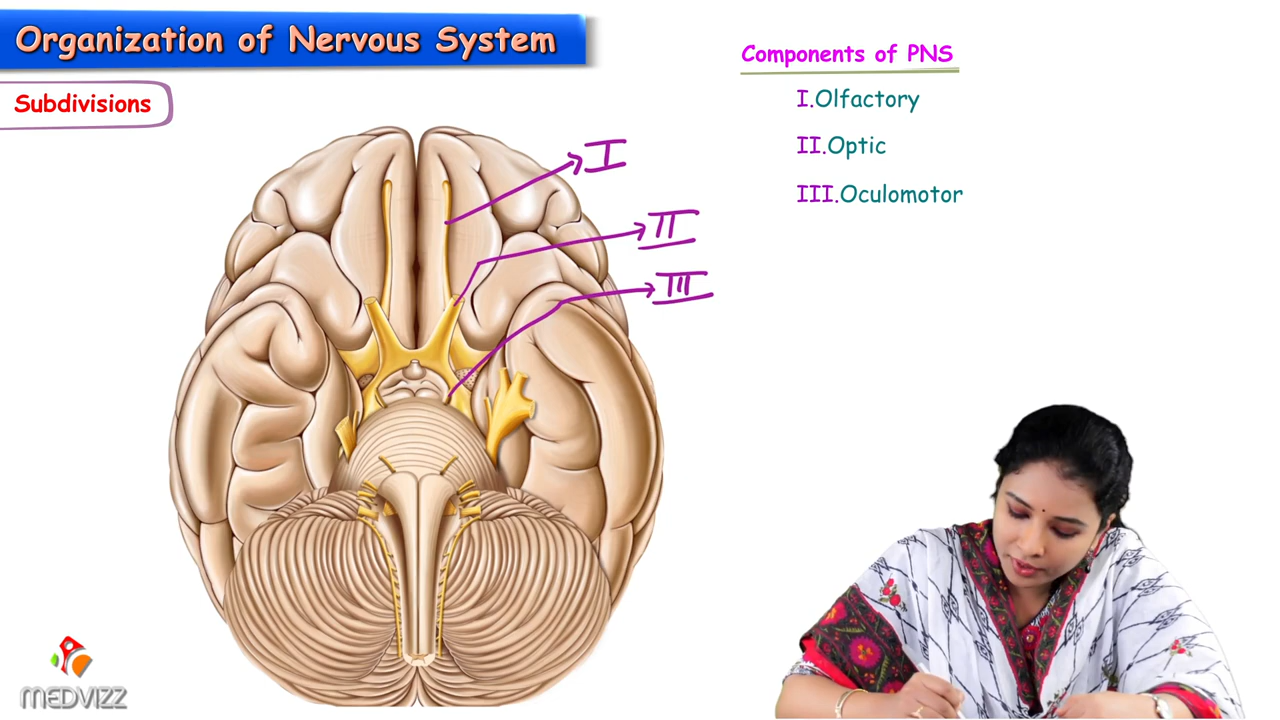 Organization of Nervous System
Subdivisions
Components of PNS
I.Olfactory
II.Optic
III.Oculomotor
I
II
III
MEDVIZZ